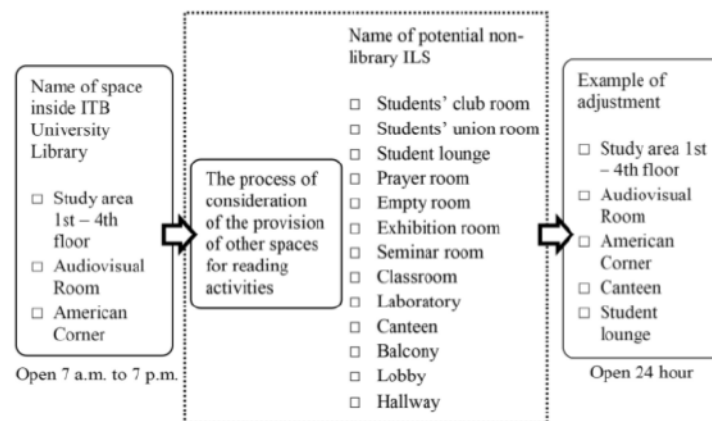 Name of space
inside ITB
University
Library
☐ Study area
1st – 4th
floor
☐ Audiovisual
Room
☐ American
Corner
Open 7 a.m. to 7 p.m.
The process of
consideration
of the provision
of other spaces
for reading
activities
Name of potential non-
library ILS
☐ Students’ club room
☐ Students’ union room
☐ Student lounge
☐ Prayer room
☐ Empty room
☐ Exhibition room
☐ Seminar room
☐ Classroom
☐ Laboratory
☐ Canteen
☐ Balcony
☐ Lobby
☐ Hallway
Example of
adjustment
☐ Study area 1st
– 4th floor
☐ Audiovisual
Room
☐ American
Corner
☐ Canteen
☐ Student
lounge
Open 24 hour